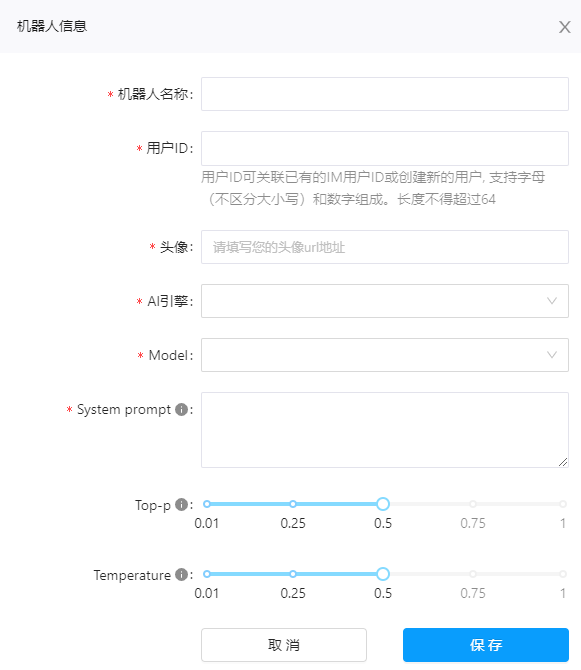 机器人信息
* 机器人名称:
* 用户ID:
用户ID可关联已有的IM用户ID或创建新的用户, 支持字母
（不区分大小写）和数字组成。长度不得超过64
* 头像: 请填写您的头像url地址
* AI引擎:
* Model:
* System prompt :
Top-p :
0.01 0.25 0.5 0.75 1
Temperature :
0.01 0.25 0.5 0.75 1
取 消 保 存